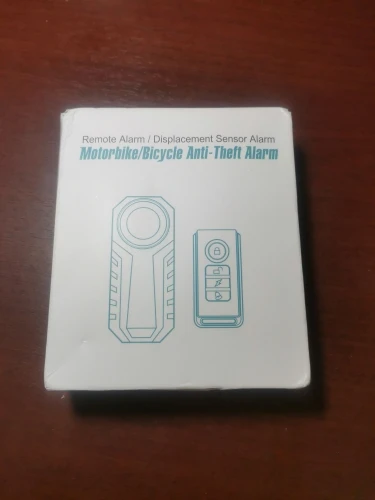 Remote Alarm / Displacement Sensor Alarm
Motorbike/Bicycle Anti-Theft Alarm